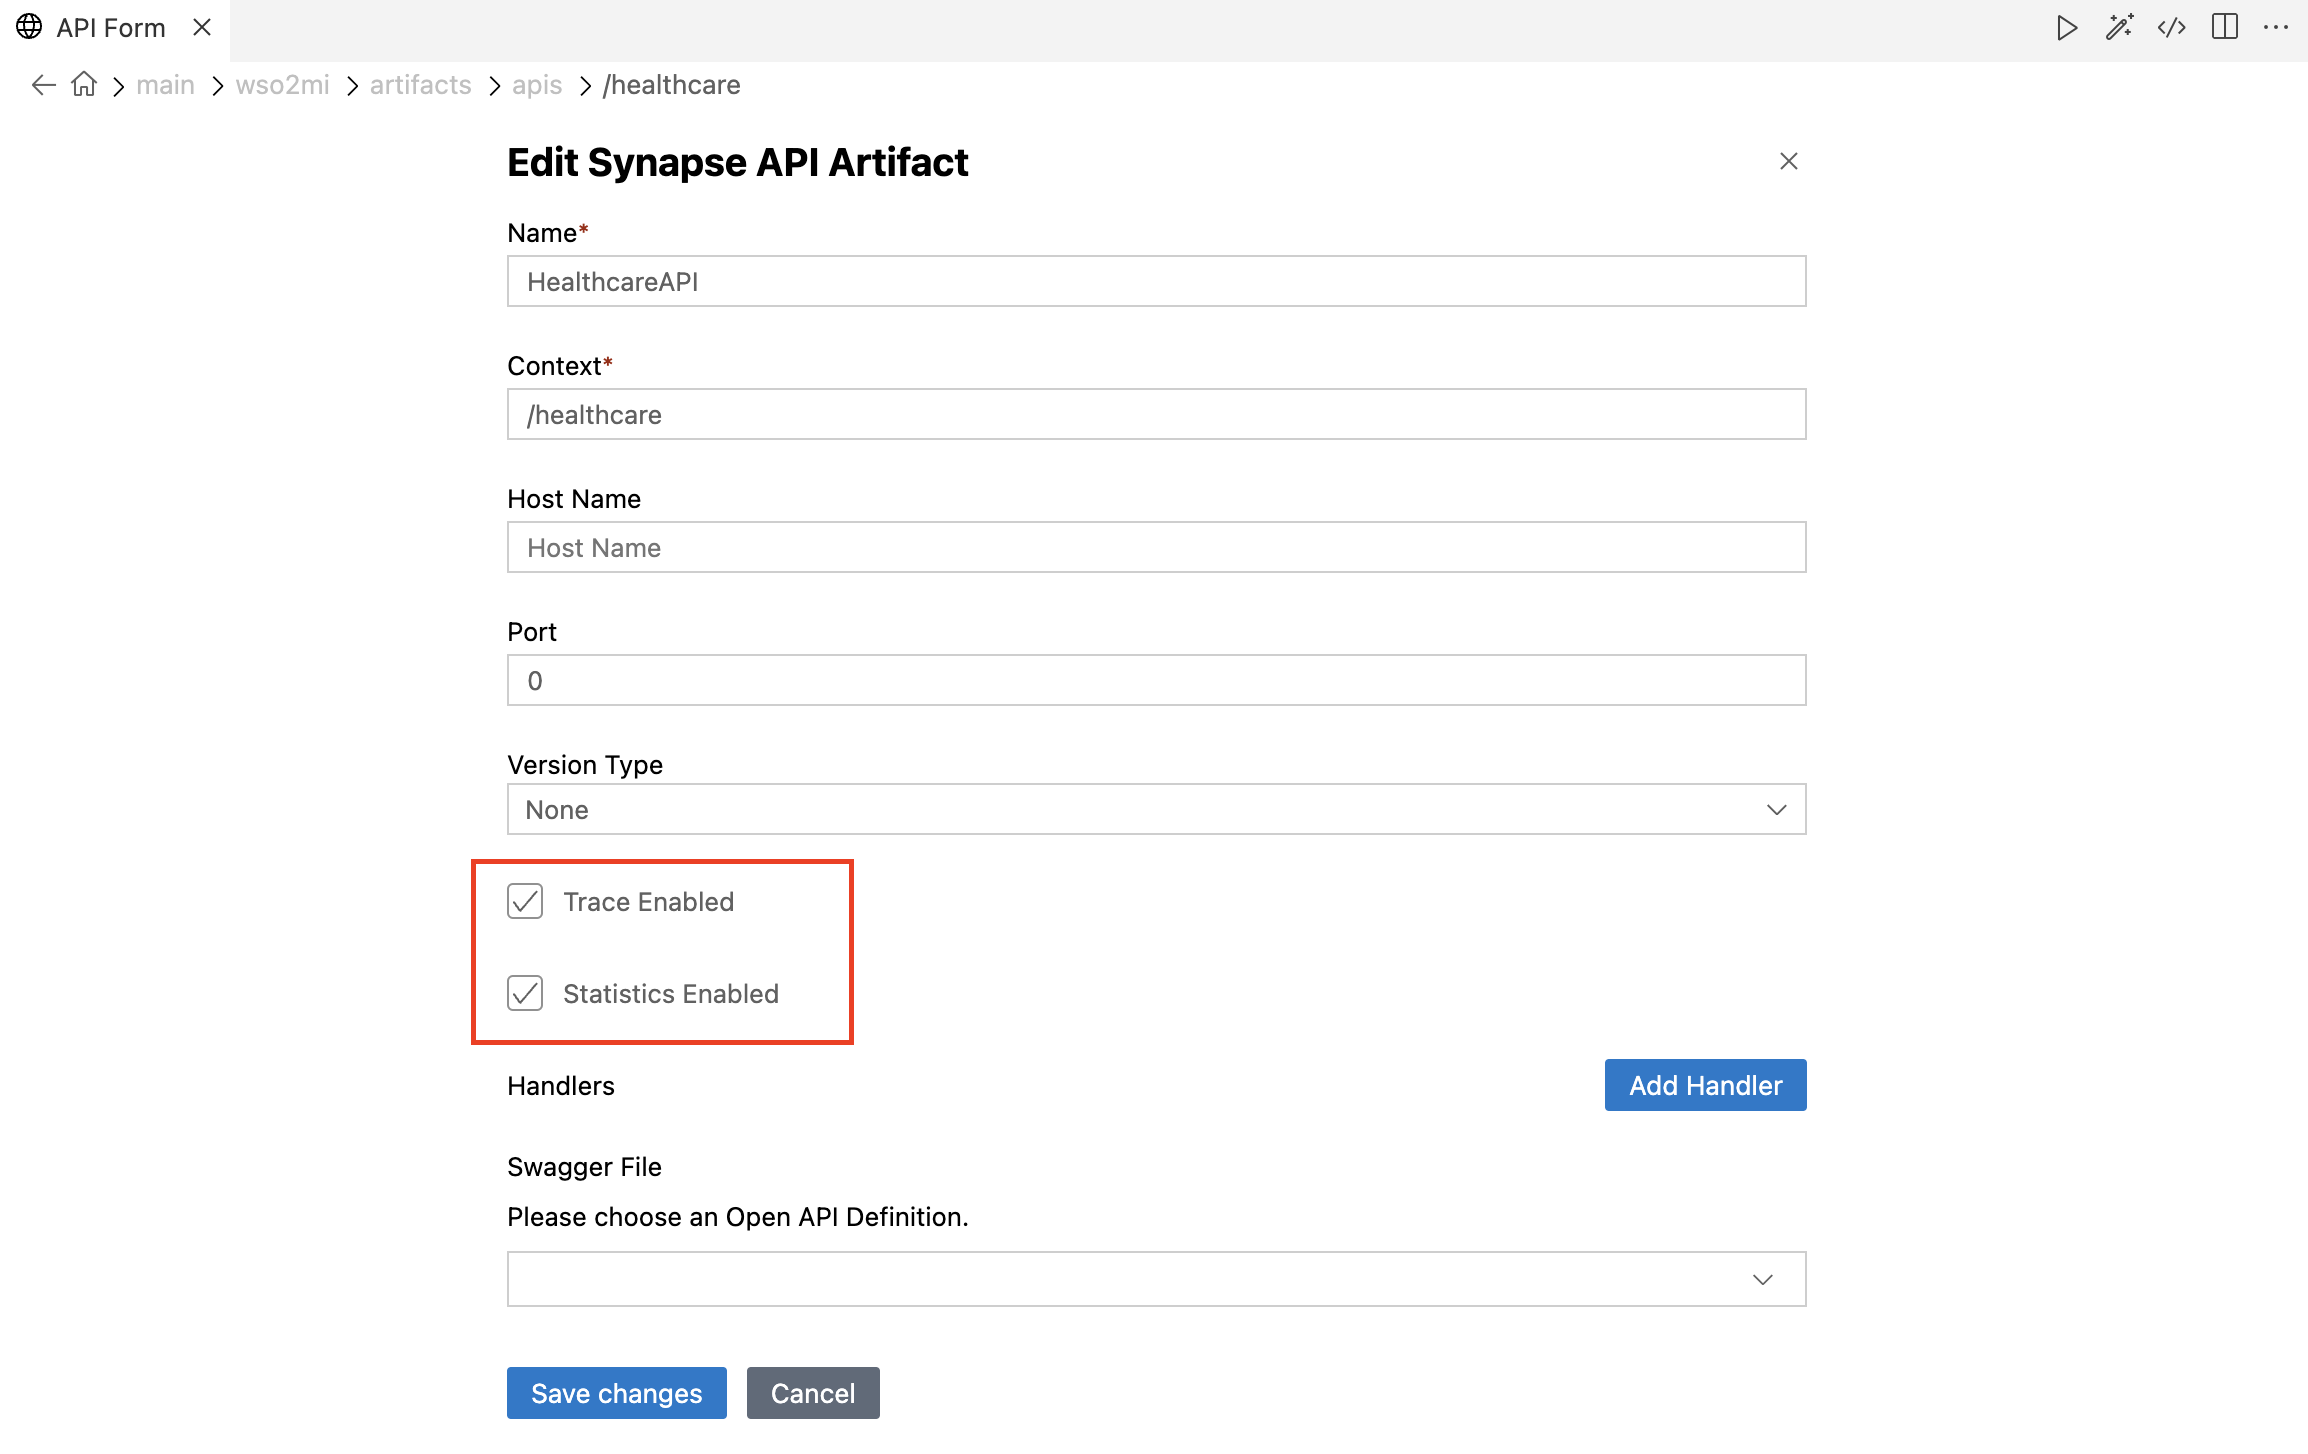 API Form
main wso2mi artifacts apis /healthcare
Edit Synapse API Artifact
Name*
HealthcareAPI
Context*
/healthcare
Host Name
Host Name
Port
0
Version Type
None
Trace Enabled
Statistics Enabled
Handlers
Add Handler
Swagger File
Please choose an Open API Definition.
Save changes Cancel